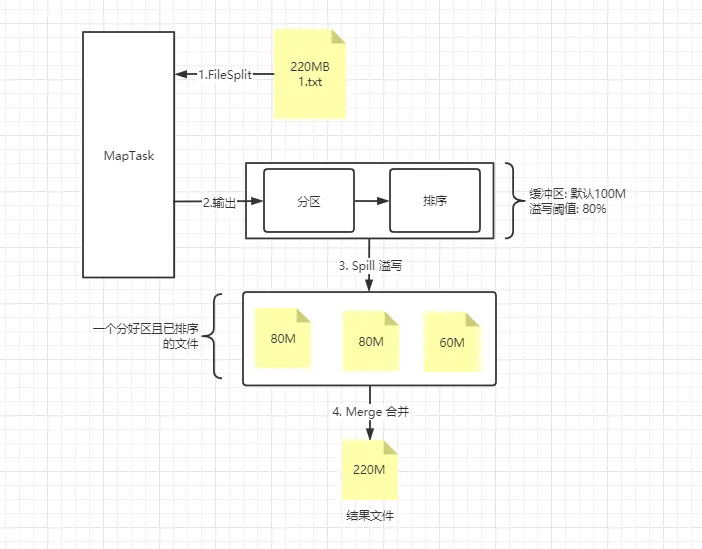 220MB
1.txt
1.FileSplit
MapTask
2.输出
分区
排序
缓冲区: 默认100M
溢写阈值: 80%
3. Spill 溢写
一个分好区且已排序
的文件
80M
80M
60M
4. Merge 合并
220M
结果文件